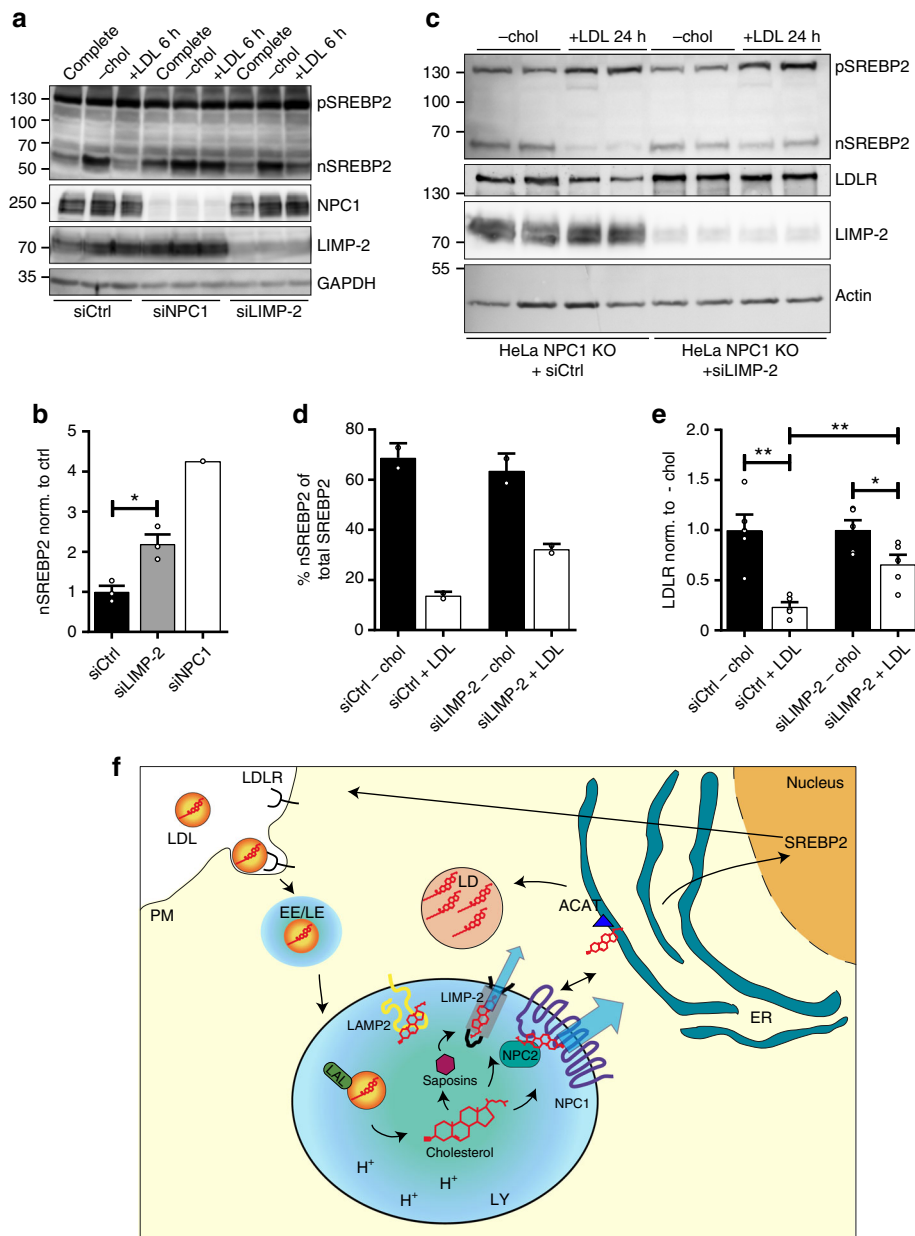 a
Complete
–chol
+LDL 6 h
Complete
–chol
+LDL 6 h
Complete
–chol
+LDL 6 h
130
100
70
50
pSREBP2
nSREBP2
250
NPC1
70
LIMP-2
35
GAPDH
siCtrl
siNPC1
siLIMP-2
c
–chol
+LDL 24 h
–chol
+LDL 24 h
130
100
70
pSREBP2
nSREBP2
130
LDLR
70
LIMP-2
55
Actin
HeLa NPC1 KO
+ siCtrl
HeLa NPC1 KO
+siLIMP-2
b
nSREBP2 norm. to ctrl
5
4
3
2
1
0
*
siCtrl
siLIMP-2
siNPC1
d
% nSREBP2 of
total SREBP2
80
60
40
20
0
siCtrl – chol
siCtrl + LDL
siLIMP-2 – chol
siLIMP-2 + LDL
e
LDLR norm. to - chol
2.0
1.5
1.0
0.5
0
**
**
*
siCtrl – chol
siCtrl + LDL
siLIMP-2 – chol
siLIMP-2 + LDL
f
LDLR
LDL
PM
EE/LE
LD
ACAT
Nucleus
SREBP2
ER
LIMP-2
LAMP2
NPC2
NPC1
LAL
Saposins
Cholesterol
H+
H+
H+
LY